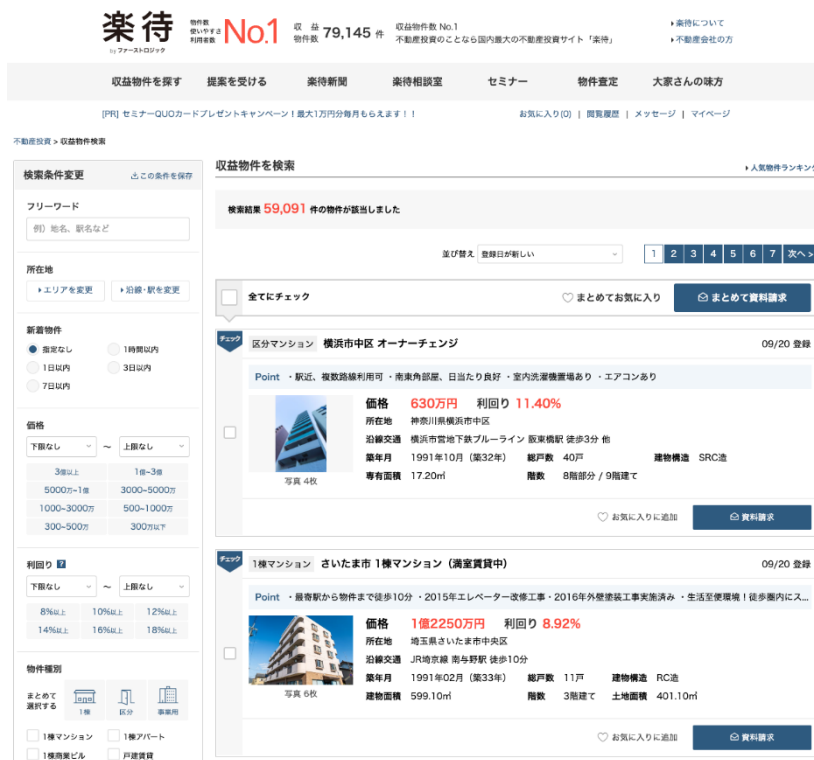 楽待
by ファーストロジック
物件数
使いやすさ
利用者数
No.1
収 益
物件数 79,145 件
収益物件数 No.1
不動産投資のことなら国内最大の不動産投資サイト「楽待」
楽待について
不動産会社の方
収益物件を探す 提案を受ける 楽待新聞 楽待相談室 セミナー 物件査定 大家さんの味方
[PR] セミナーQUOカードプレゼントキャンペーン！最大1万円分毎月もらえます！！
お気に入り(0) | 閲覧履歴 | メッセージ | マイページ
不動産投資 > 収益物件検索
検索条件変更 この条件を保存
フリーワード
例）地名、駅名など
所在地
エリアを変更 沿線・駅を変更
新着物件
指定なし 1時間以内
1日以内 3日以内
7日以内
価格
下限なし ～ 上限なし
3億以上 1億~3億
5000万~1億 3000~5000万
1000~3000万 500~1000万
300~500万 300万以下
利回り ?
下限なし ～ 上限なし
8%以上 10%以上 12%以上
14%以上 16%以上 18%以上
物件種別
まとめて
選択する
1棟 区分 事業用
1棟マンション 1棟アパート
1棟商業ビル 戸建賃貸
収益物件を検索
人気物件ランキング
検索結果 59,091 件の物件が該当しました
並び替え 登録日が新しい
1 2 3 4 5 6 7 次へ >
全てにチェック まとめてお気に入り まとめて資料請求
チェック
区分マンション 横浜市中区 オーナーチェンジ 09/20 登録
Point ・駅近、複数路線利用可 ・南東角部屋、日当たり良好 ・室内洗濯機置場あり ・エアコンあり
価格 630万円 利回り 11.40%
所在地 神奈川県横浜市中区
沿線交通 横浜市営地下鉄ブルーライン 阪東橋駅 徒歩3分 他
築年月 1991年10月（築32年） 総戸数 40戸 建物構造 SRC造
専有面積 17.20㎡ 階数 8階部分 / 9階建て
写真 4枚
お気に入りに追加 資料請求
チェック
1棟マンション さいたま市 1棟マンション（満室賃貸中） 09/20 登録
Point ・最寄駅から物件まで徒歩10分 ・2015年エレベーター改修工事・2016年外壁塗装工事実施済み ・生活至便環境！徒歩圏内にス...
価格 1億2250万円 利回り 8.92%
所在地 埼玉県さいたま市中央区
沿線交通 JR埼京線 南与野駅 徒歩10分
築年月 1991年02月（築33年） 総戸数 11戸 建物構造 RC造
建物面積 599.10㎡ 階数 3階建て 土地面積 401.10㎡
写真 6枚
お気に入りに追加 資料請求